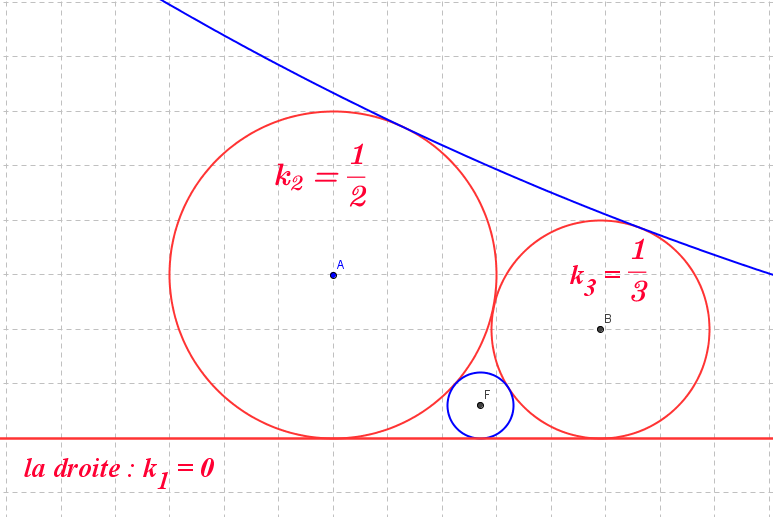 k₂ = 1/2
A
k₃ = 1/3
B
F
la droite : k₁ = 0